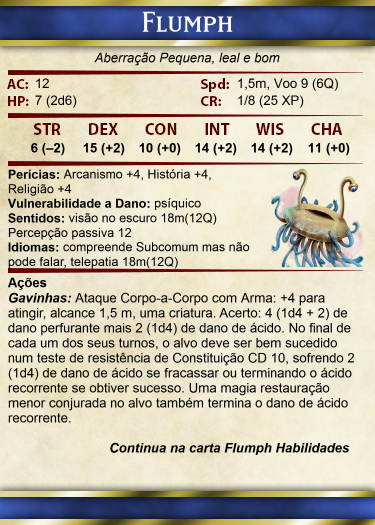 FLUMPH
Aberração Pequena, leal e bom
AC: 12 Spd: 1,5m, Voo 9 (6Q)
HP: 7 (2d6) CR: 1/8 (25 XP)
STR DEX CON INT WIS CHA
6 (–2) 15 (+2) 10 (+0) 14 (+2) 14 (+2) 11 (+0)
Perícias: Arcanismo +4, História +4,
Religião +4
Vulnerabilidade a Dano: psíquico
Sentidos: visão no escuro 18m(12Q)
Percepção passiva 12
Idiomas: compreende Subcomum mas não
pode falar, telepatia 18m(12Q)
Ações
Gavinhas: Ataque Corpo-a-Corpo com Arma: +4 para
atingir, alcance 1,5 m, uma criatura. Acerto: 4 (1d4 + 2) de
dano perfurante mais 2 (1d4) de dano de ácido. No final de
cada um dos seus turnos, o alvo deve ser bem sucedido
num teste de resistência de Constituição CD 10, sofrendo 2
(1d4) de dano de ácido se fracassar ou terminando o ácido
recorrente se obtiver sucesso. Uma magia restauração
menor conjurada no alvo também termina o dano de ácido
recorrente.
Continua na carta Flumph Habilidades